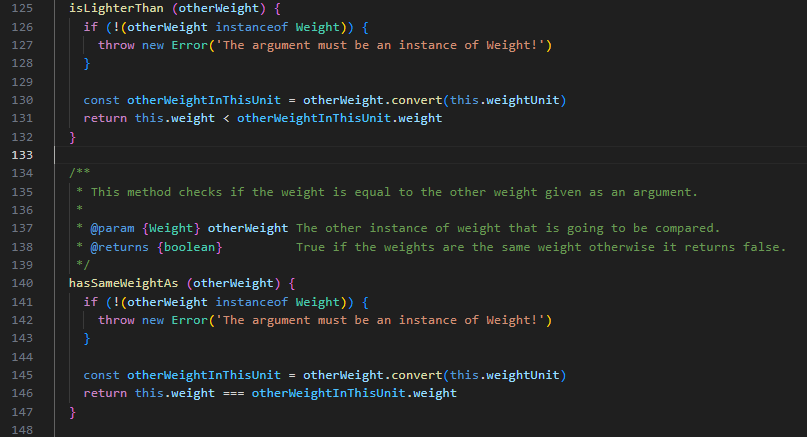 125 isLighterThan (otherWeight) {
126 if (!(otherWeight instanceof Weight)) {
127 throw new Error('The argument must be an instance of Weight!')
128 }
129
130 const otherWeightInThisUnit = otherWeight.convert(this.weightUnit)
131 return this.weight < otherWeightInThisUnit.weight
132 }
133
134 /**
135 * This method checks if the weight is equal to the other weight given as an argument.
136 *
137 * @param {Weight} otherWeight The other instance of weight that is going to be compared.
138 * @returns {boolean} True if the weights are the same weight otherwise it returns false.
139 */
140 hasSameWeightAs (otherWeight) {
141 if (!(otherWeight instanceof Weight)) {
142 throw new Error('The argument must be an instance of Weight!')
143 }
144
145 const otherWeightInThisUnit = otherWeight.convert(this.weightUnit)
146 return this.weight === otherWeightInThisUnit.weight
147 }
148